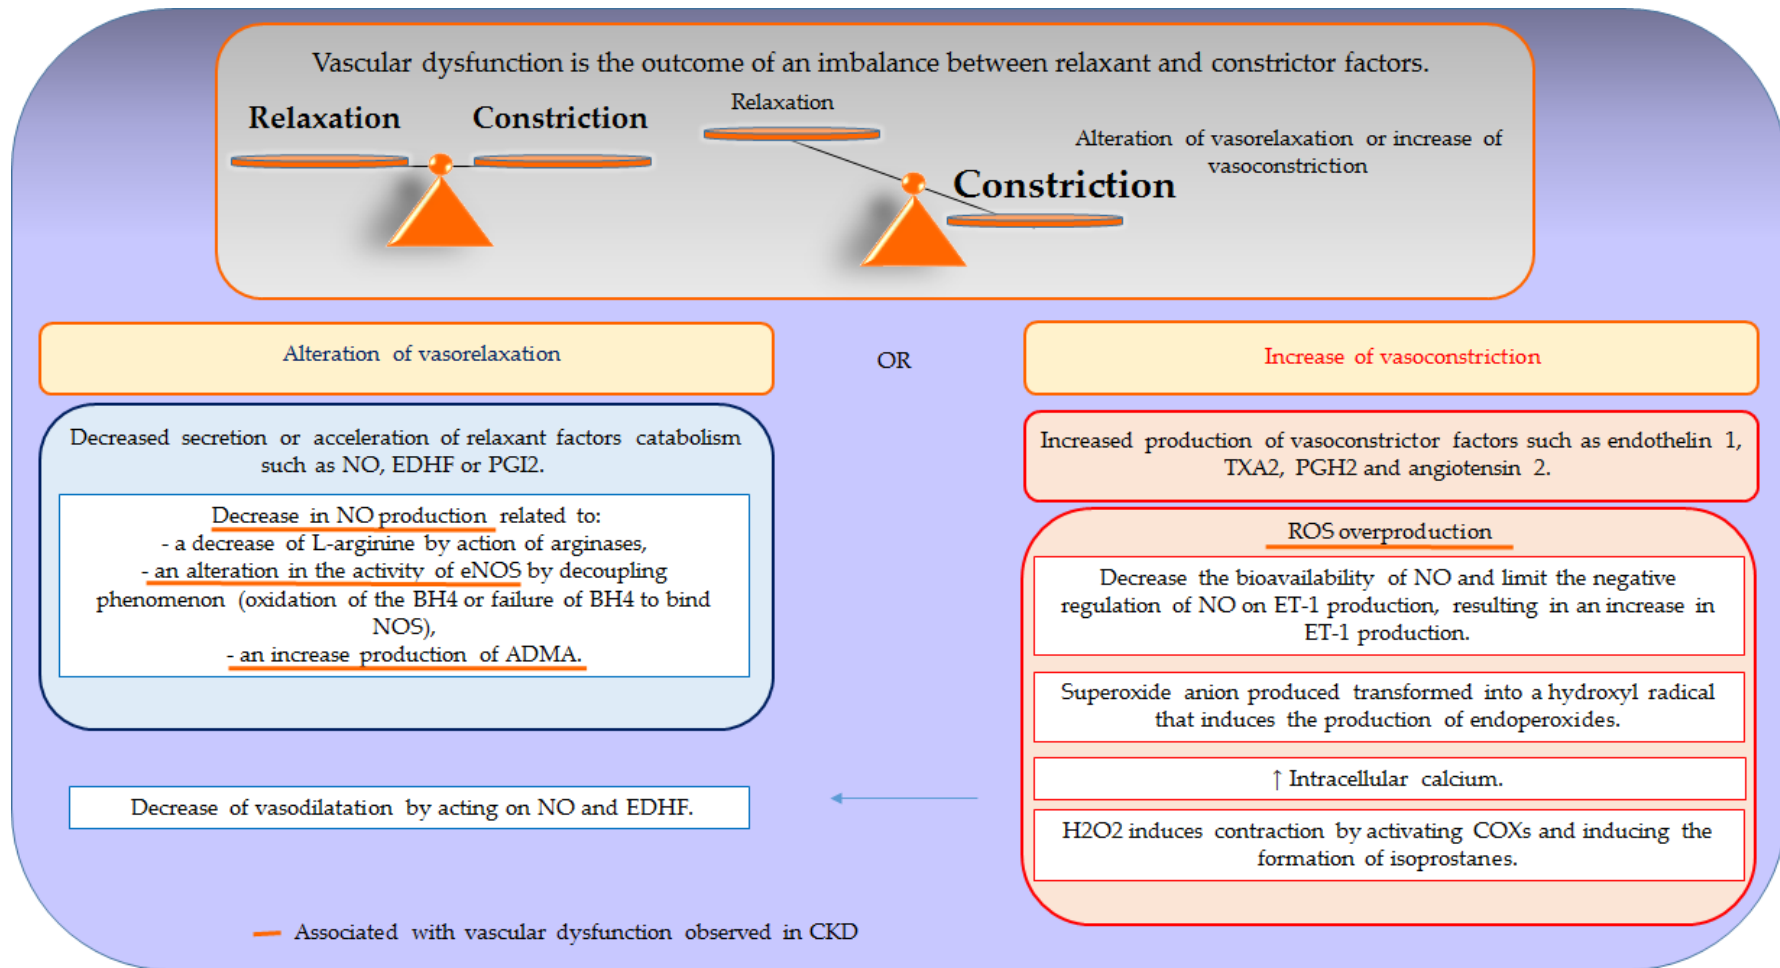 Vascular dysfunction is the outcome of an imbalance between relaxant and constrictor factors.
Relaxation
Constriction
Relaxation
Constriction
Alteration of vasorelaxation or increase of
vasoconstriction
Alteration of vasorelaxation
OR
Increase of vasoconstriction
Decreased secretion or acceleration of relaxant factors catabolism
such as NO, EDHF or PGI2.
Decrease in NO production related to:
- a decrease of L-arginine by action of arginases,
- an alteration in the activity of eNOS by decoupling
phenomenon (oxidation of the BH4 or failure of BH4 to bind
NOS),
- an increase production of ADMA.
Decrease of vasodilatation by acting on NO and EDHF.
Increased production of vasoconstrictor factors such as endothelin 1,
TXA2, PGH2 and angiotensin 2.
ROS overproduction
Decrease the bioavailability of NO and limit the negative
regulation of NO on ET-1 production, resulting in an increase in
ET-1 production.
Superoxide anion produced transformed into a hydroxyl radical
that induces the production of endoperoxides.
↑ Intracellular calcium.
H2O2 induces contraction by activating COXs and inducing the
formation of isoprostanes.
Associated with vascular dysfunction observed in CKD